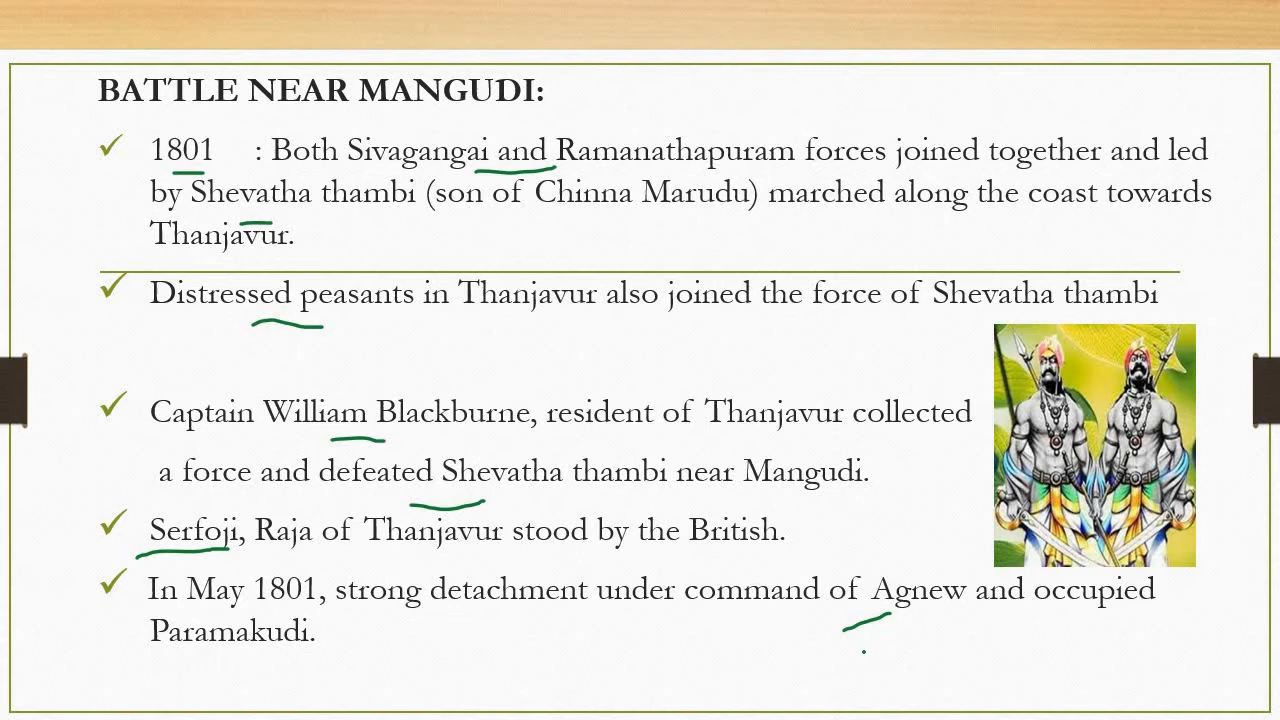 BATTLE NEAR MANGUDI:
✓ 1801 : Both Sivagangai and Ramanathapuram forces joined together and led
by Shevatha thambi (son of Chinna Marudu) marched along the coast towards
Thanjavur.
✓ Distressed peasants in Thanjavur also joined the force of Shevatha thambi
✓ Captain William Blackburne, resident of Thanjavur collected
a force and defeated Shevatha thambi near Mangudi.
✓ Serfoji, Raja of Thanjavur stood by the British.
✓ In May 1801, strong detachment under command of Agnew and occupied
Paramakudi.